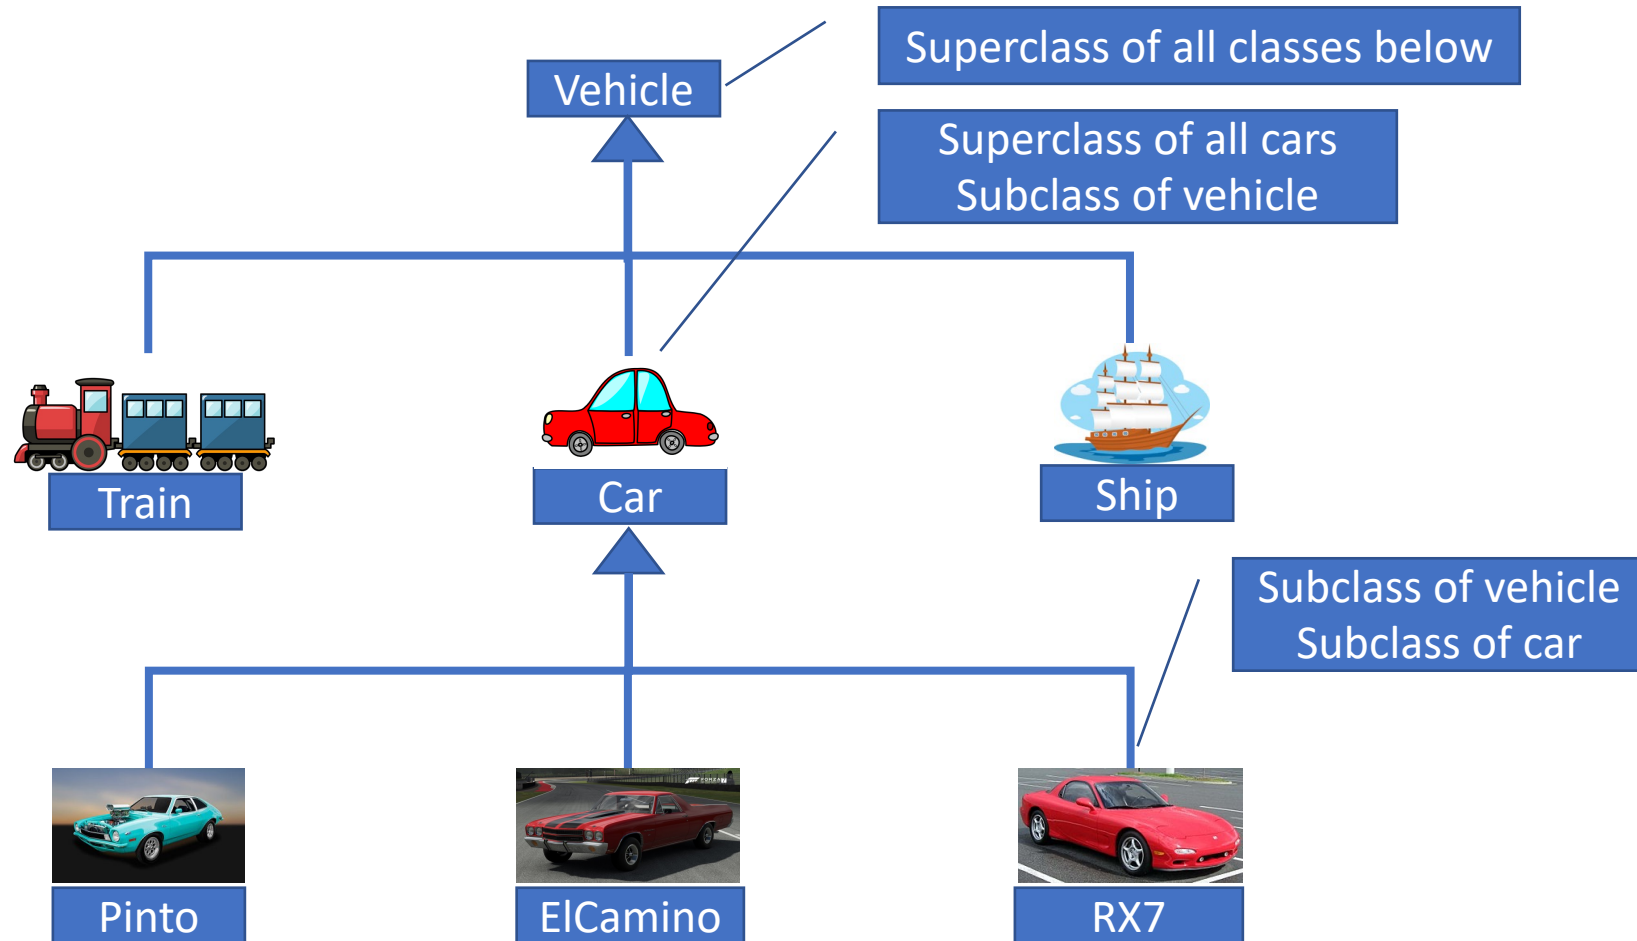 Superclass of all classes below
Vehicle
Superclass of all cars
Subclass of vehicle
Train
Car
Ship
Subclass of vehicle
Subclass of car
Pinto
ElCamino
RX7